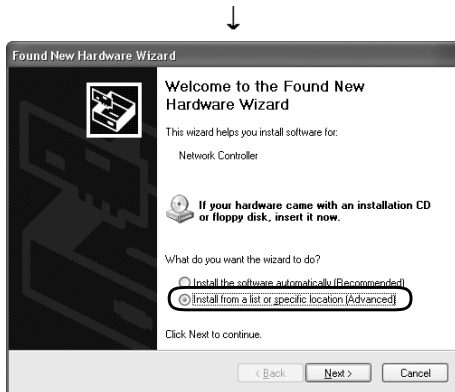 Found New Hardware Wizard
Welcome to the Found New
Hardware Wizard
This wizard helps you install software for:
Network Controller
If your hardware came with an installation CD
or floppy disk, insert it now.
What do you want the wizard to do?
Install the software automatically (Recommended)
Install from a list or specific location (Advanced)
Click Next to continue.
< Back Next > Cancel